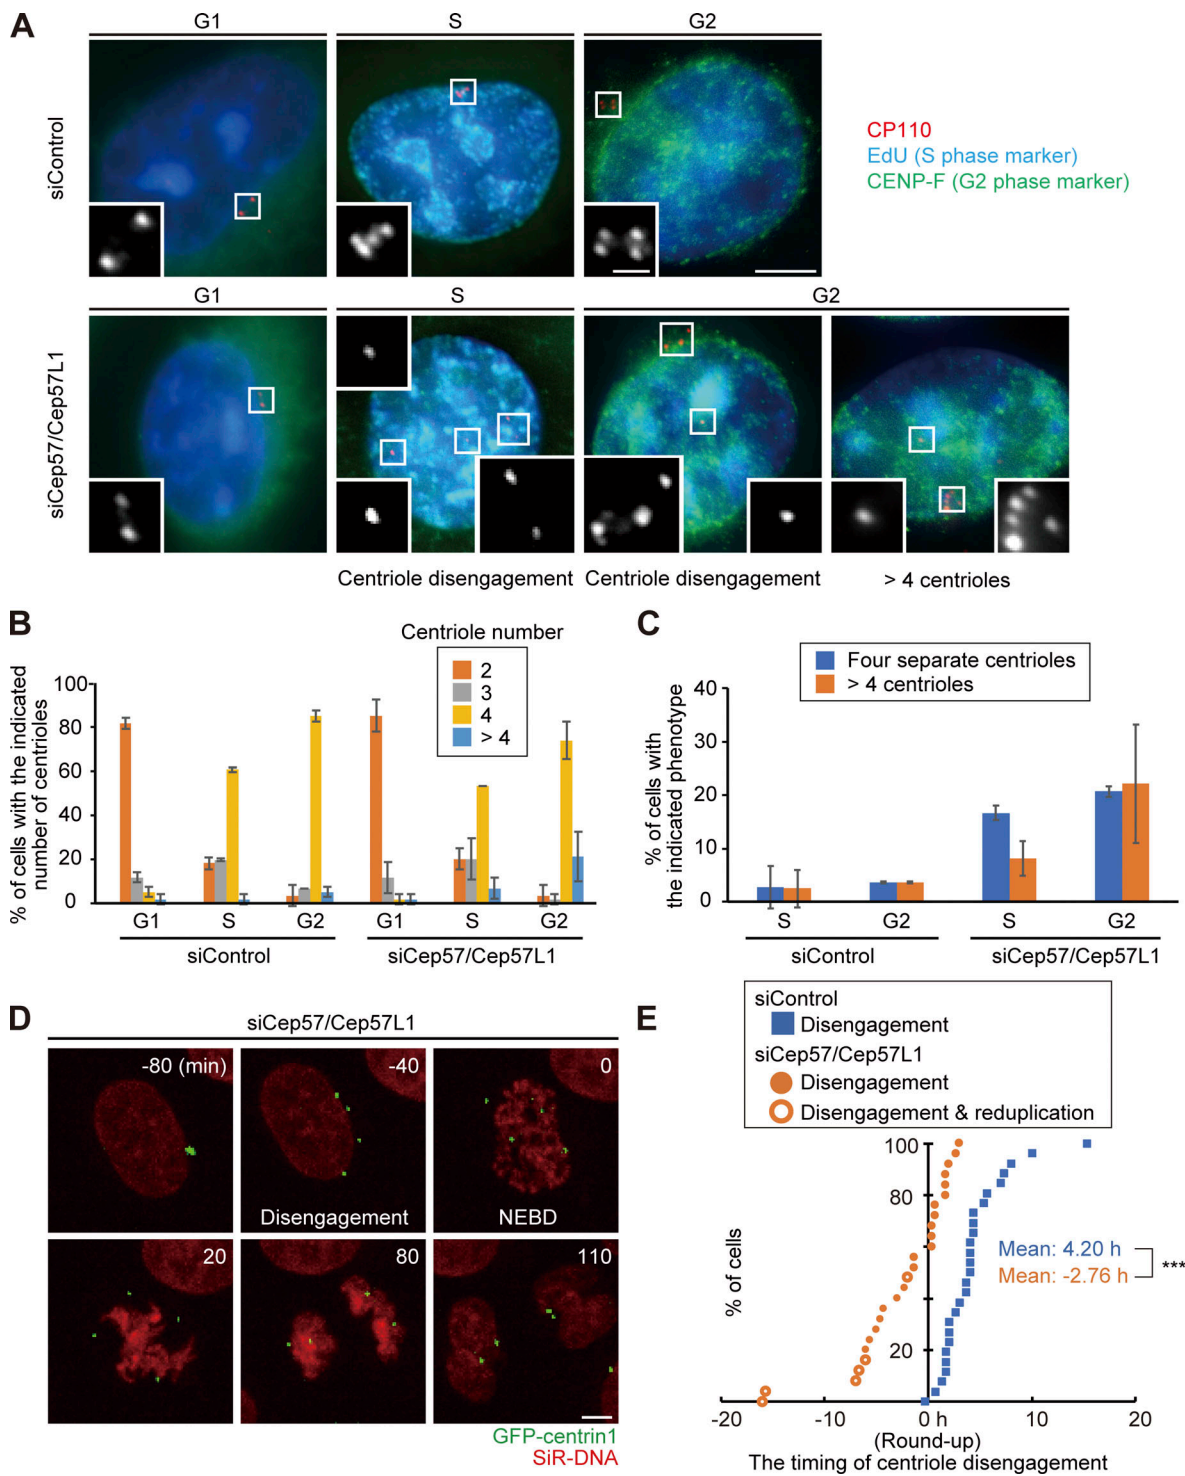 A
G1
S
G2
siControl
CP110
EdU (S phase marker)
CENP-F (G2 phase marker)
G1
S
G2
siCep57/Cep57L1
Centriole disengagement
Centriole disengagement
> 4 centrioles
B
Centriole number
2
3
4
> 4
% of cells with the indicated
number of centrioles
100
80
60
40
20
0
G1
S
G2
G1
S
G2
siControl
siCep57/Cep57L1
C
Four separate centrioles
> 4 centrioles
% of cells with
the indicated phenotype
40
30
20
10
0
S
G2
S
G2
siControl
siCep57/Cep57L1
D
siCep57/Cep57L1
-80 (min)
-40
0
Disengagement
NEBD
20
80
110
GFP-centrin1
SiR-DNA
E
siControl
Disengagement
siCep57/Cep57L1
Disengagement
Disengagement & reduplication
% of cells
100
80
20
Mean: 4.20 h
Mean: -2.76 h
***
-20
-10
0 h
10
20
(Round-up)
The timing of centriole disengagement